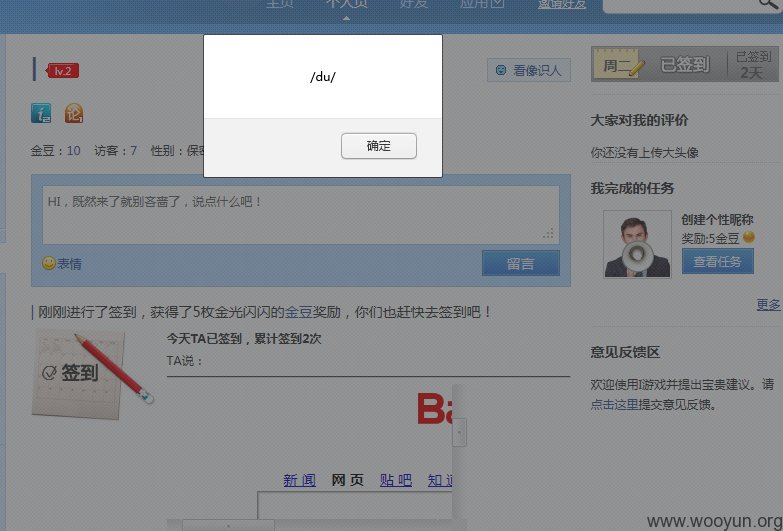 主页 个人页 好友 应用 邀请好友
lv.2
看像识人
周二 已签到 已签到 2天
/du/
确定
金豆：10 访客：7 性别：保密
大家对我的评价
你还没有上传大头像
HI，既然来了就别吝啬了，说点什么吧！
表情 留言
我完成的任务
创建个性昵称
奖励:5金豆
查看任务
更多
刚刚进行了签到，获得了5枚金光闪闪的金豆奖励，你们也赶快去签到吧！
签到
今天TA已签到，累计签到2次
TA说：
意见反馈区
欢迎使用I游戏并提出宝贵建议。请
点击这里提交意见反馈。
Ba
新 闻 网 页 贴 吧 知 道
www.wooyun.org